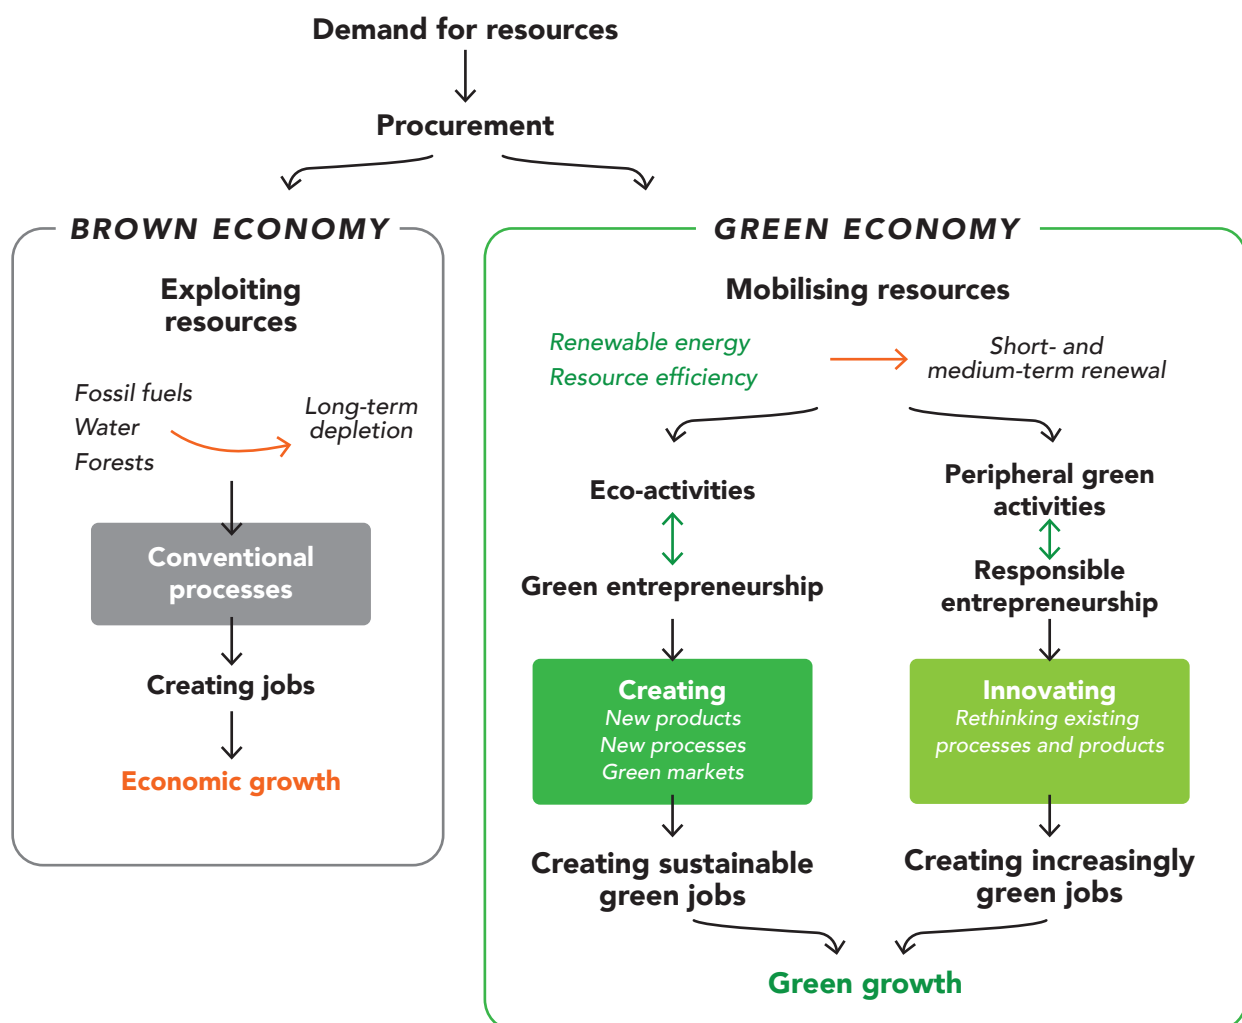 Demand for resources
Procurement
BROWN ECONOMY
Exploiting
resources
Fossil fuels
Water
Forests
Long-term
depletion
Conventional
processes
Creating jobs
Economic growth
GREEN ECONOMY
Mobilising resources
Renewable energy
Resource efficiency
Short- and
medium-term renewal
Eco-activities
Green entrepreneurship
Creating
New products
New processes
Green markets
Creating sustainable
green jobs
Peripheral green
activities
Responsible
entrepreneurship
Innovating
Rethinking existing
processes and products
Creating increasingly
green jobs
Green growth